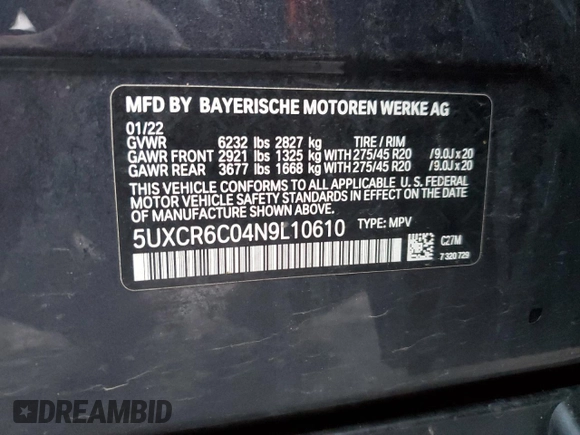 MFD BY BAYERISCHE MOTOREN WERKE AG
01/22
GVWR 6232 lbs 2827 kg TIRE / RIM
GAWR FRONT 2921 lbs 1325 kg WITH 275/45 R20 /9.0J x 20
GAWR REAR 3677 lbs 1668 kg WITH 275/45 R20 /9.0J x 20
THIS VEHICLE CONFORMS TO ALL APPLICABLE U. S. FEDERAL
MOTOR VEHICLE SAFETY STANDARDS IN EFFECT ON THE DATE OF
MANUFACTURE SHOWN ABOVE.
5UXCR6C04N9L10610 TYPE: MPV
C27M
7 320 729
DREAMBID